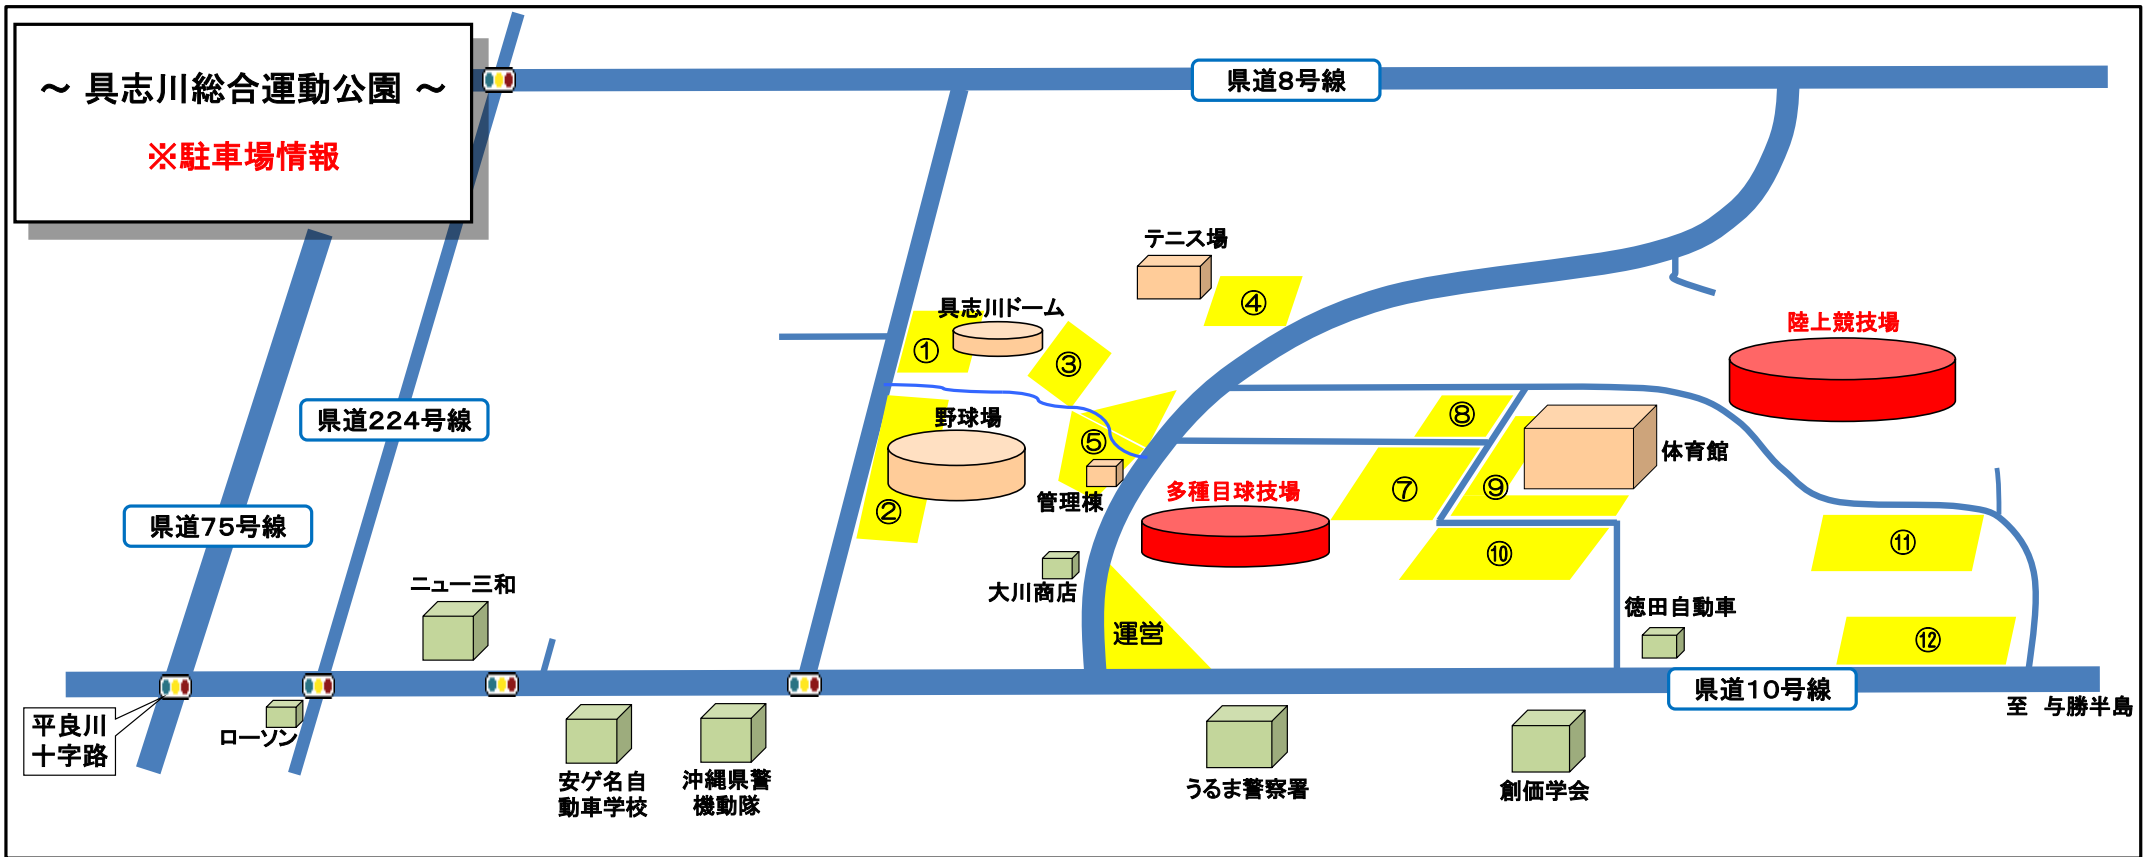 ～ 具志川総合運動公園 ～
※駐車場情報
県道8号線
テニス場
④
具志川ドーム
①
③
陸上競技場
県道224号線
野球場
⑤
②
管理棟
⑧
体育館
⑦
⑨
多種目球技場
県道75号線
⑩
⑪
ニュー三和
大川商店
運営
徳田自動車
⑫
県道10号線
至 与勝半島
平良川
十字路
ローソン
安ゲ名自
動車学校
沖縄県警
機動隊
うるま警察署
創価学会